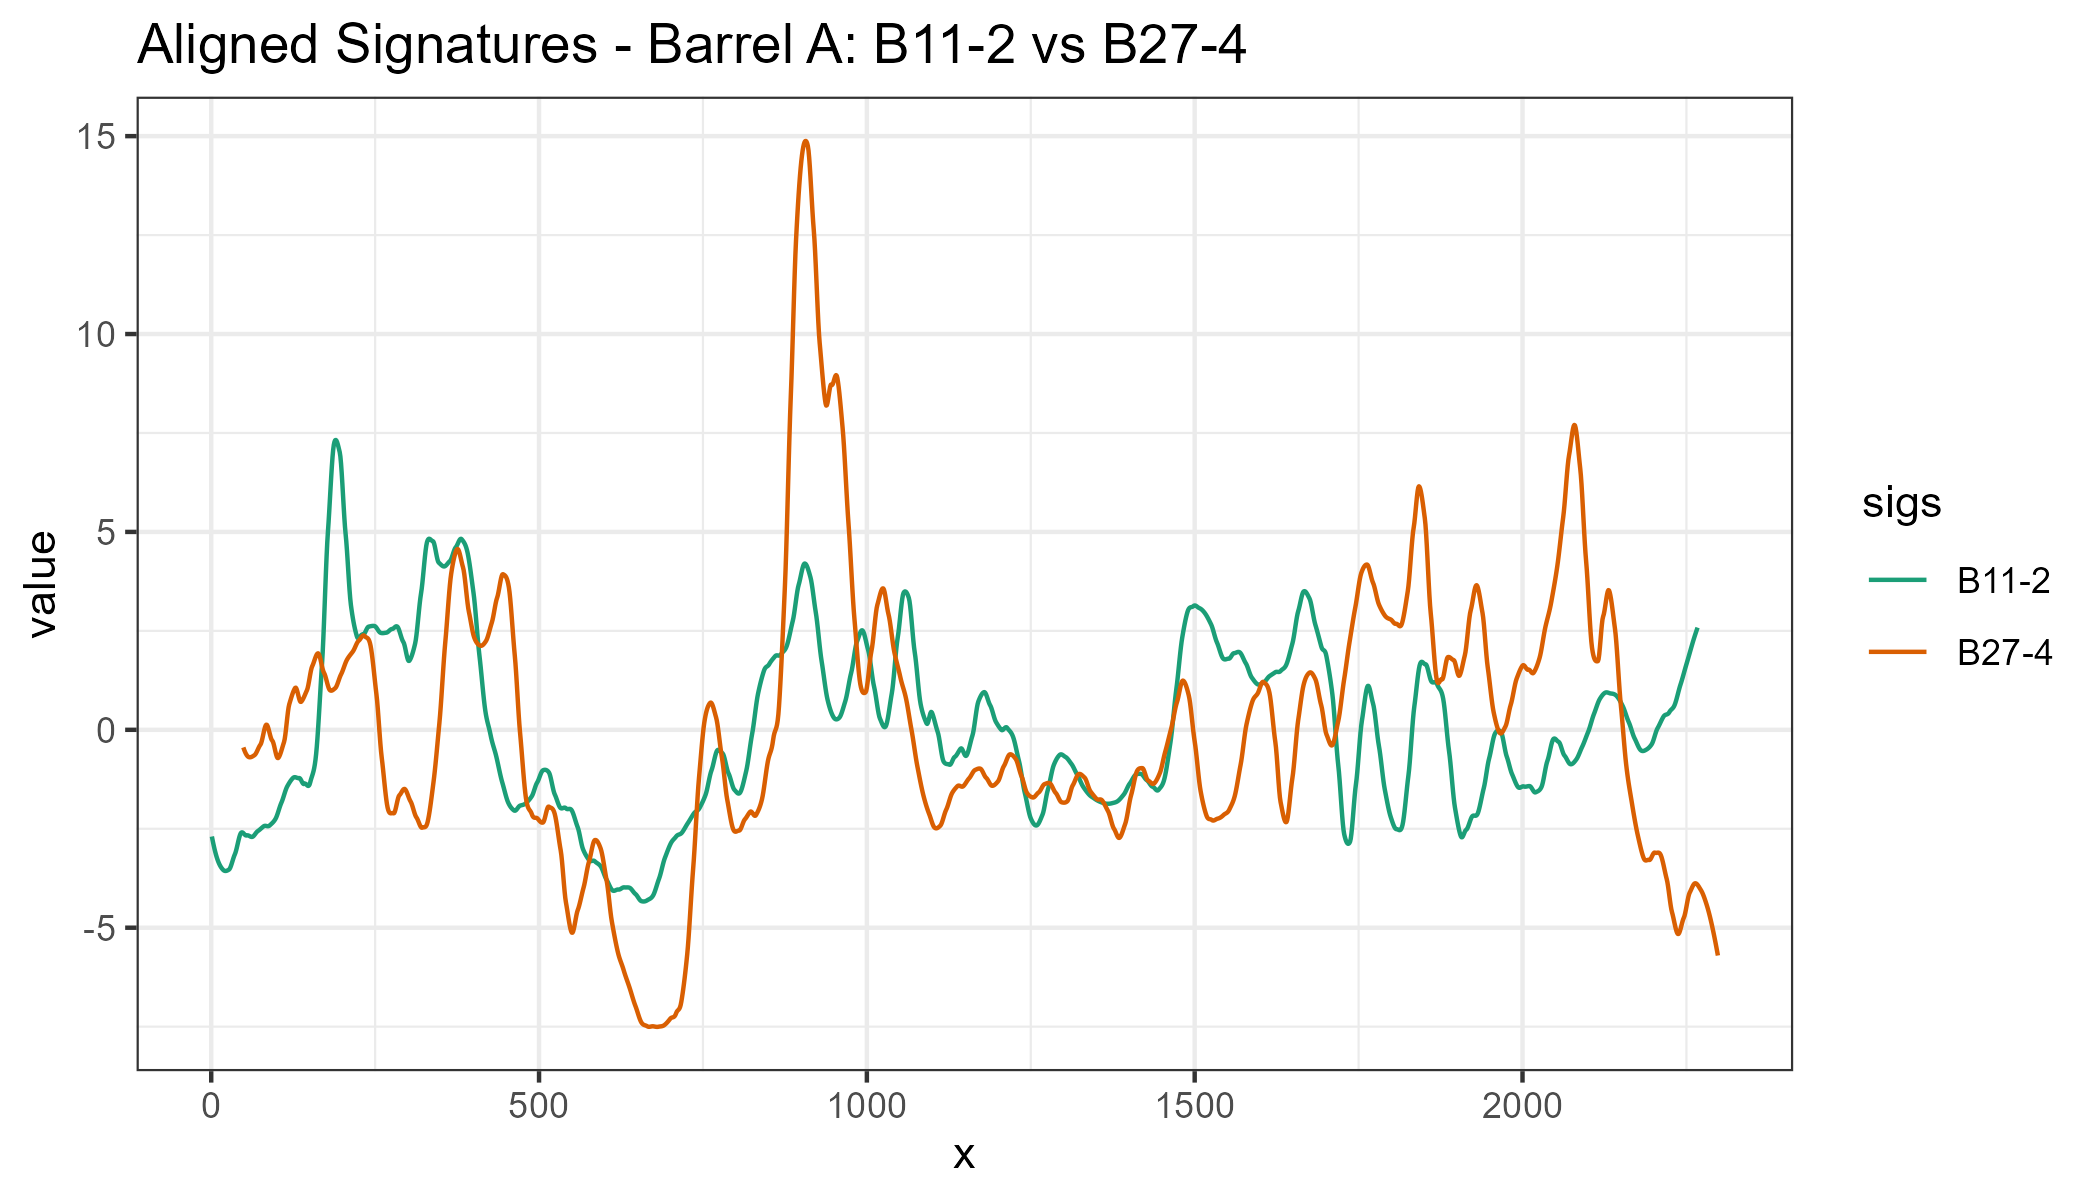 Aligned Signatures - Barrel A: B11-2 vs B27-4
15
10
5
0
-5
value
0 500 1000 1500 2000
x
sigs
B11-2
B27-4